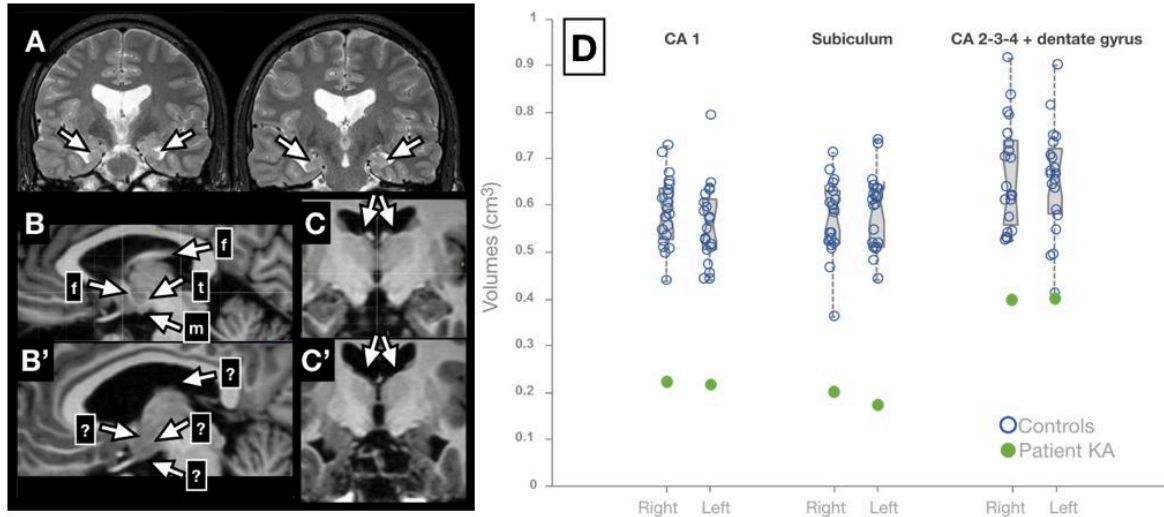 A
B
f
f
t
m
C
B'
?
?
?
?
C'
D
CA 1
Subiculum
CA 2-3-4 + dentate gyrus
Volumes (cm3)
1
0.9
0.8
0.7
0.6
0.5
0.4
0.3
0.2
0.1
0
Controls
Patient KA
Right Left Right Left Right Left